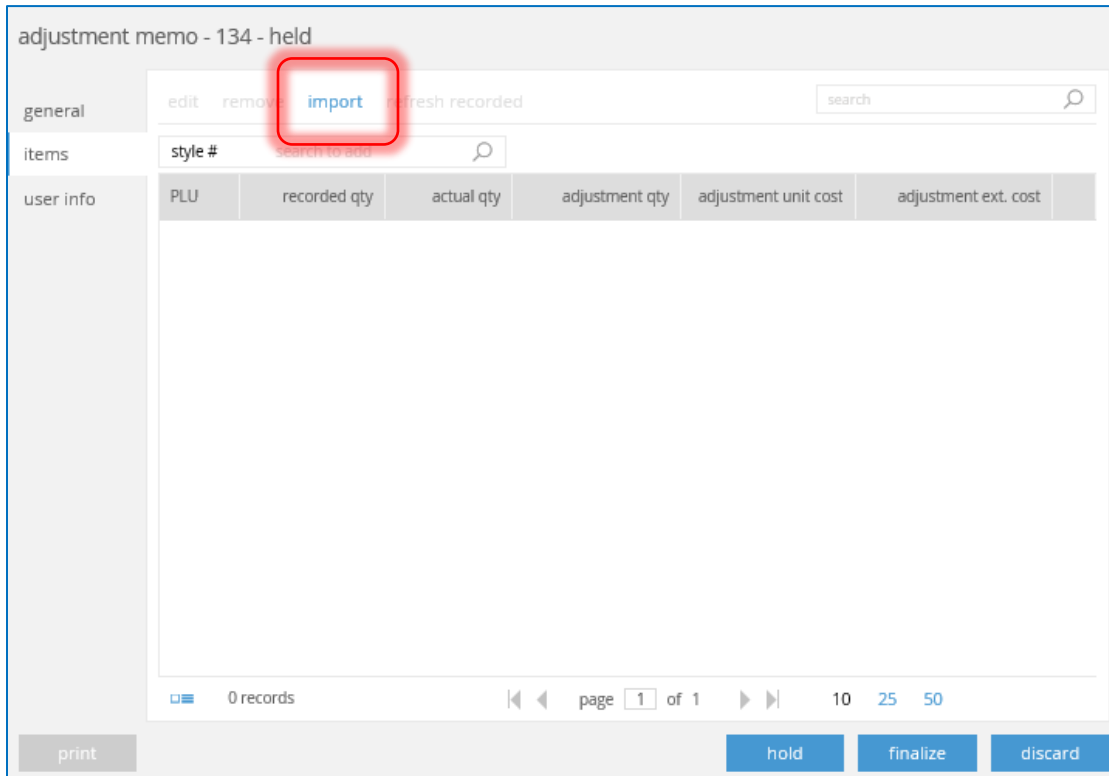 adjustment memo - 134 - held
general
items
user info
edit remove import refresh recorded
search
style # search to add
PLU recorded qty actual qty adjustment qty adjustment unit cost adjustment ext. cost
0 records page 1 of 1 10 25 50
print hold finalize discard